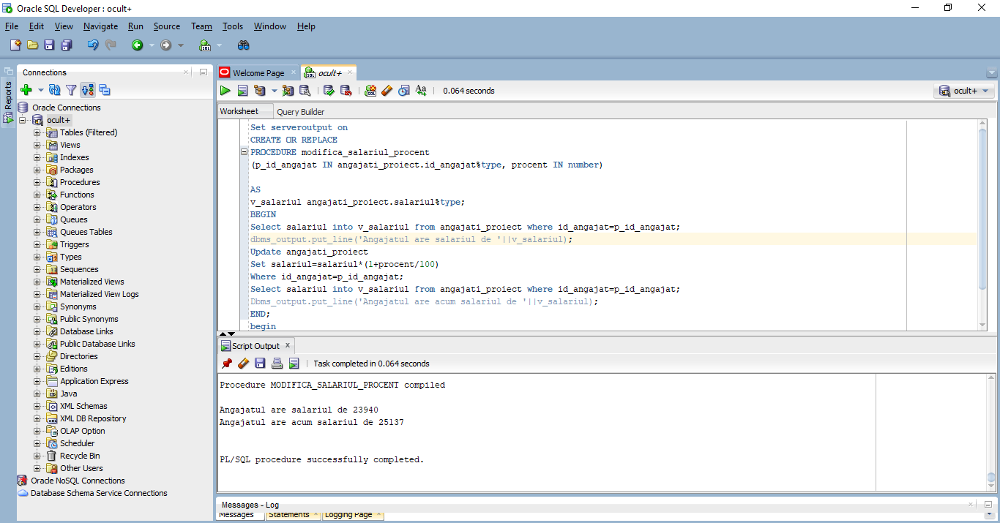 Oracle SQL Developer : ocult+
File Edit View Navigate Run Source Team Tools Window Help
Reports
Connections
Oracle Connections
ocult+
Tables (Filtered)
Views
Indexes
Packages
Procedures
Functions
Operators
Queues
Queues Tables
Triggers
Types
Sequences
Materialized Views
Materialized View Logs
Synonyms
Public Synonyms
Database Links
Public Database Links
Directories
Editions
Application Express
Java
XML Schemas
XML DB Repository
OLAP Option
Scheduler
Recycle Bin
Other Users
Oracle NoSQL Connections
Database Schema Service Connections
Welcome Page ocult+
0.064 seconds
ocult+
Worksheet Query Builder
Set serveroutput on
CREATE OR REPLACE
PROCEDURE modifica_salariul_procent
(p_id_angajat IN angajati_proiect.id_angajat%type, procent IN number)
AS
v_salariul angajati_proiect.salariul%type;
BEGIN
Select salariul into v_salariul from angajati_proiect where id_angajat=p_id_angajat;
dbms_output.put_line('Angajatul are salariul de '||v_salariul);
Update angajati_proiect
Set salariul=salariul*(1+procent/100)
Where id_angajat=p_id_angajat;
Select salariul into v_salariul from angajati_proiect where id_angajat=p_id_angajat;
Dbms_output.put_line('Angajatul are acum salariul de '||v_salariul);
END;
begin
Script Output
Task completed in 0.064 seconds
Procedure MODIFICA_SALARIUL_PROCENT compiled
Angajatul are salariul de 23940
Angajatul are acum salariul de 25137
PL/SQL procedure successfully completed.
Messages - Log
Messages Statements Logging Page